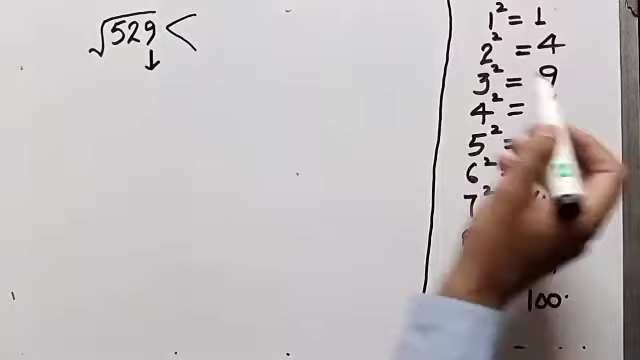 √529 <
↓
1² = 1
2² = 4
3² = 9
4² =
5² =
6²
7²
100.